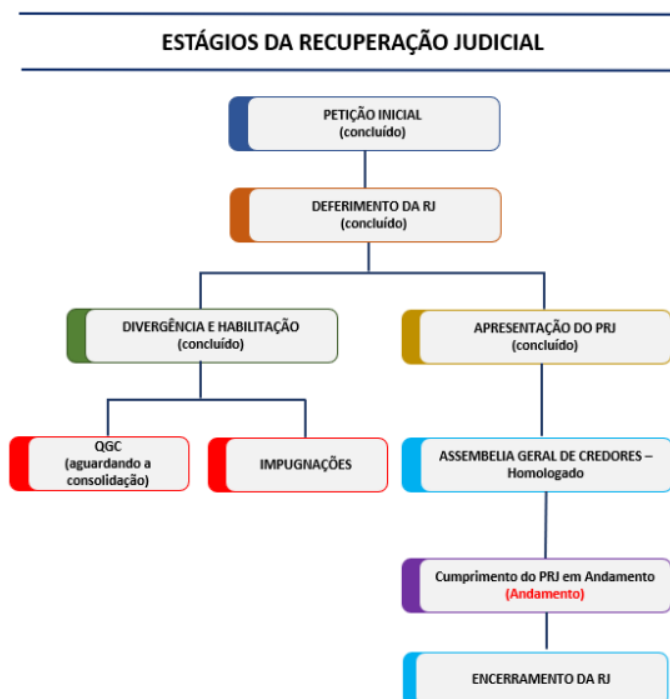 ESTÁGIOS DA RECUPERAÇÃO JUDICIAL
PETIÇÃO INICIAL
(concluído)
DEFERIMENTO DA RJ
(concluído)
DIVERGÊNCIA E HABILITAÇÃO
(concluído)
APRESENTAÇÃO DO PRJ
(concluído)
QGC
(aguardando a
consolidação)
IMPUGNAÇÕES
ASSEMBELIA GERAL DE CREDORES –
Homologado
Cumprimento do PRJ em Andamento
(Andamento)
ENCERRAMENTO DA RJ